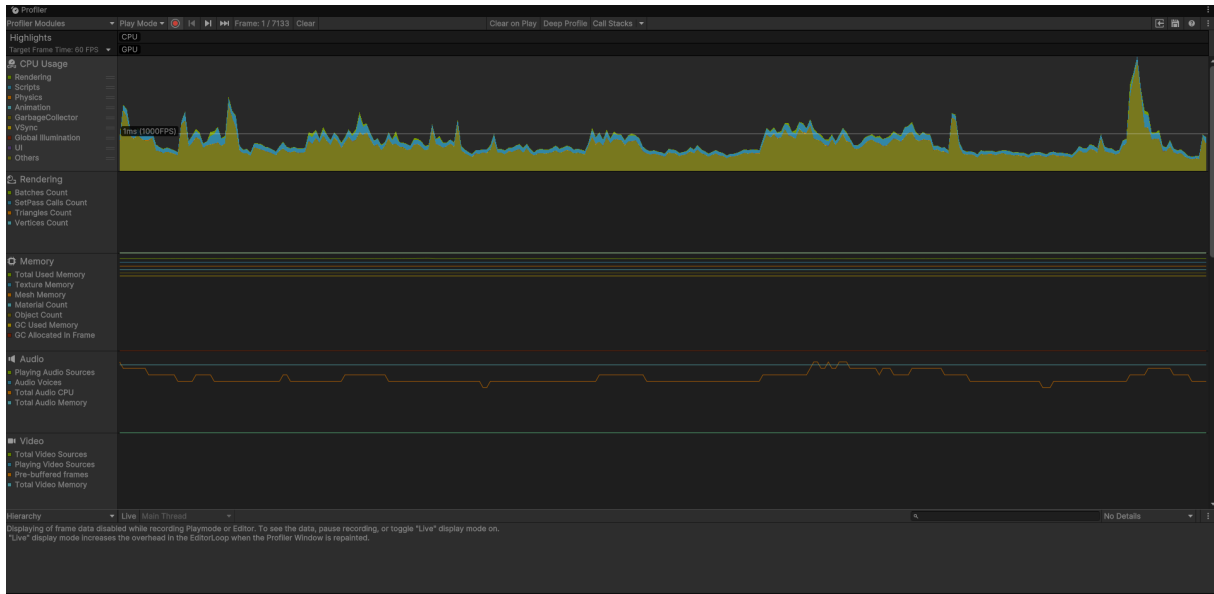 Profiler
Profiler Modules Play Mode Frame: 1 / 7133 Clear Clear on Play Deep Profile Call Stacks
Highlights CPU
Target Frame Time: 60 FPS GPU
CPU Usage
Rendering
Scripts
Physics
Animation
GarbageCollector
VSync
Global Illumination
UI
Others
1ms (1000FPS)
Rendering
Batches Count
SetPass Calls Count
Triangles Count
Vertices Count
Memory
Total Used Memory
Texture Memory
Mesh Memory
Material Count
Object Count
GC Used Memory
GC Allocated In Frame
Audio
Playing Audio Sources
Audio Voices
Total Audio CPU
Total Audio Memory
Video
Total Video Sources
Playing Video Sources
Pre-buffered frames
Total Video Memory
Hierarchy Live Main Thread No Details
Displaying of frame data disabled while recording Playmode or Editor. To see the data, pause recording, or toggle "Live" display mode on.
"Live" display mode increases the overhead in the EditorLoop when the Profiler Window is repainted.